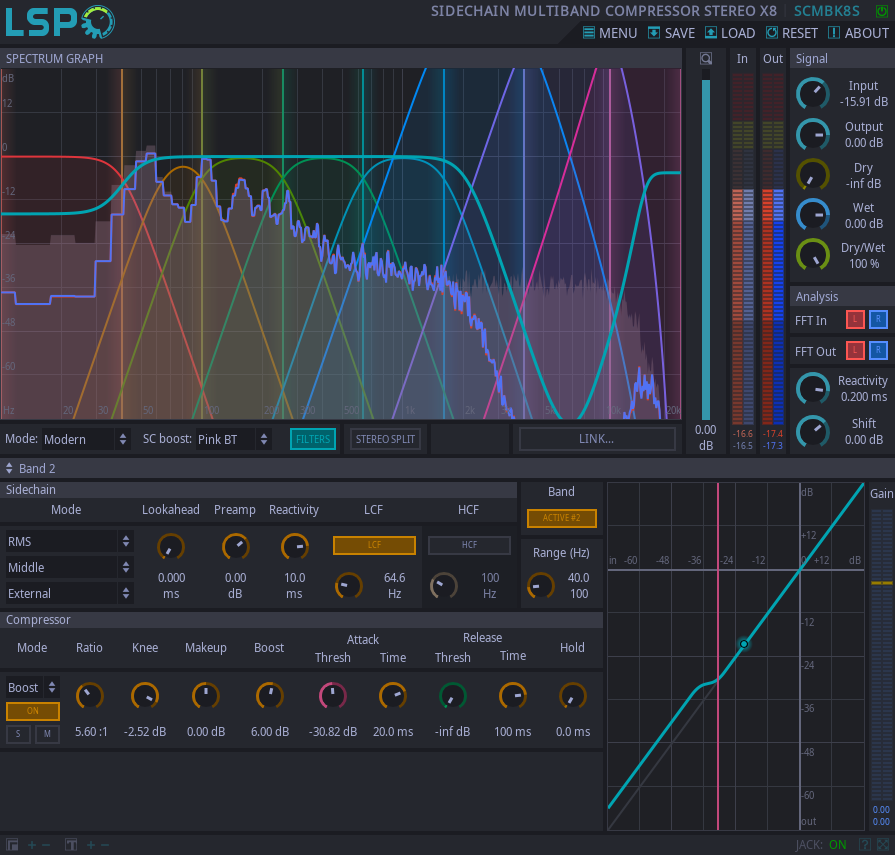 LSP
SIDECHAIN MULTIBAND COMPRESSOR STEREO X8 SCMBK8S
MENU SAVE LOAD RESET ABOUT
SPECTRUM GRAPH
In Out
Signal
dB
12
0
-12
-24
-36
-48
-60
Hz 20 30 50 100 200 300 500 1k 2k 5k 10k 20k
0.00
dB
-16.6 -17.4
-16.5 -17.3
Input
-15.91 dB
Output
0.00 dB
Dry
-inf dB
Wet
0.00 dB
Dry/Wet
100 %
Analysis
FFT In L R
FFT Out L R
Reactivity
0.200 ms
Shift
0.00 dB
Mode: Modern SC boost: Pink BT FILTERS STEREO SPLIT LINK...
Band 2
Sidechain
Mode Lookahead Preamp Reactivity LCF HCF
RMS
Middle
External
0.000
ms
0.00
dB
10.0
ms
LCF
64.6
Hz
HCF
100
Hz
Band
ACTIVE #2
Range (Hz)
40.0
100
Compressor
Mode Ratio Knee Makeup Boost Attack Release Hold
Thresh Time Thresh Time
Boost
ON
S M
5.60 :1 -2.52 dB 0.00 dB 6.00 dB -30.82 dB 20.0 ms -inf dB 100 ms 0.0 ms
dB
+12
in -60 -48 -36 -24 -12 0 +12 dB
-12
-24
-36
-48
-60
out
Gain
0.00
0.00
JACK: ON